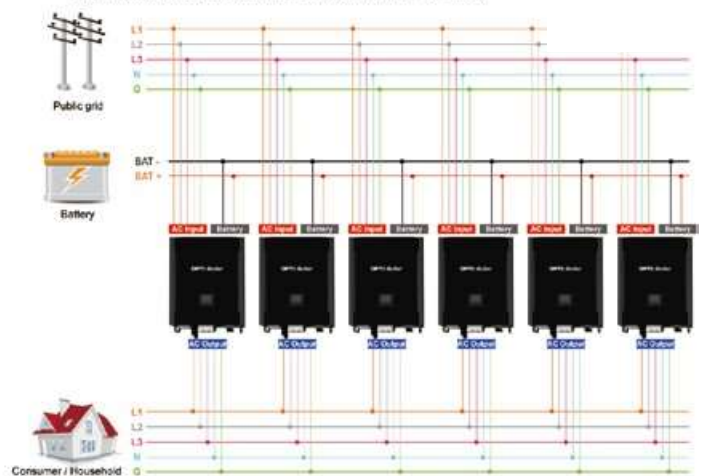 L1
L2
L3
N
G
Public grid
BAT -
BAT +
Battery
AC Input Battery AC Input Battery AC Input Battery AC Input Battery AC Input Battery AC Input Battery
AC Output AC Output AC Output AC Output AC Output AC Output
L1
L2
L3
N
G
Consumer / Household